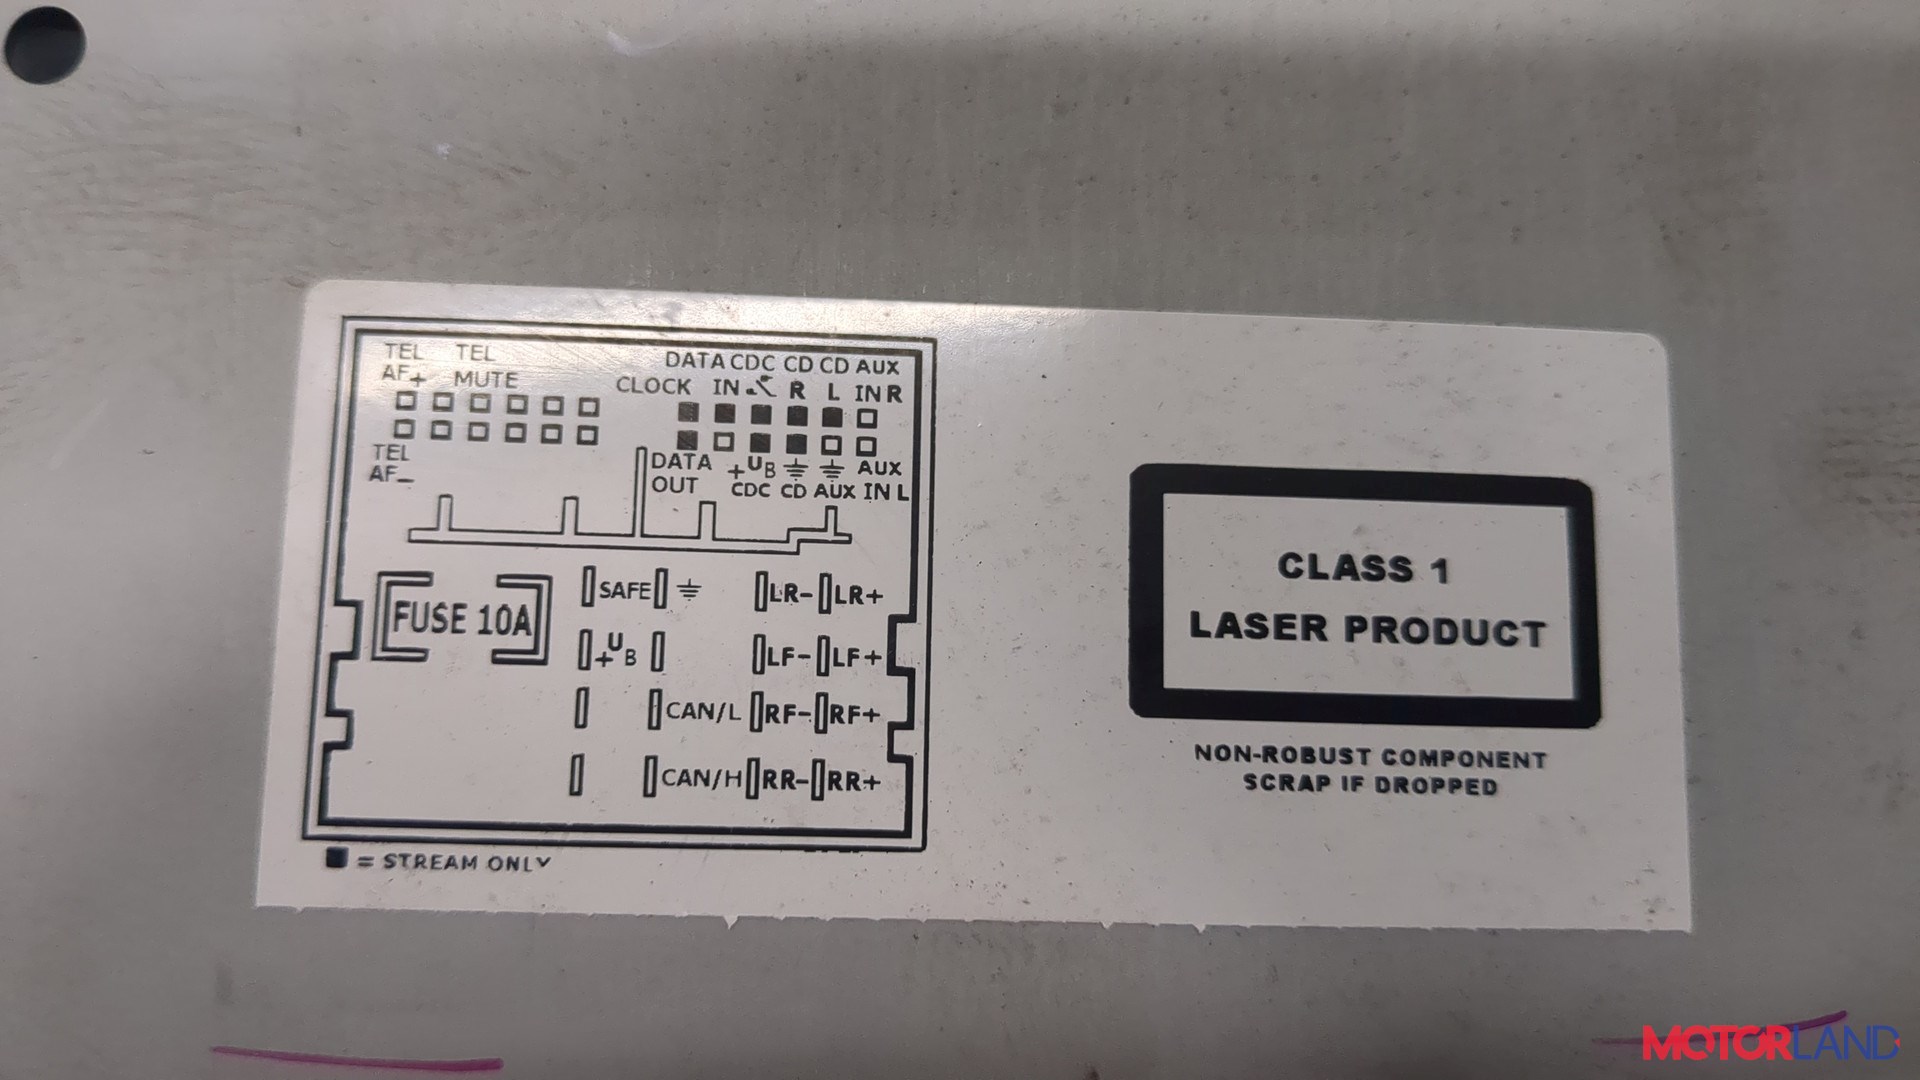 TEL TEL
AF+ MUTE
DATA CDC CD CD AUX
CLOCK IN R L IN R
TEL
AF-
DATA +UB AUX
OUT CDC CD AUX IN L
FUSE 10A
SAFE LR- LR+
+UB LF- LF+
CAN/L RF- RF+
CAN/H RR- RR+
= STREAM ONLY
CLASS 1
LASER PRODUCT
NON-ROBUST COMPONENT
SCRAP IF DROPPED
MOTORLAND